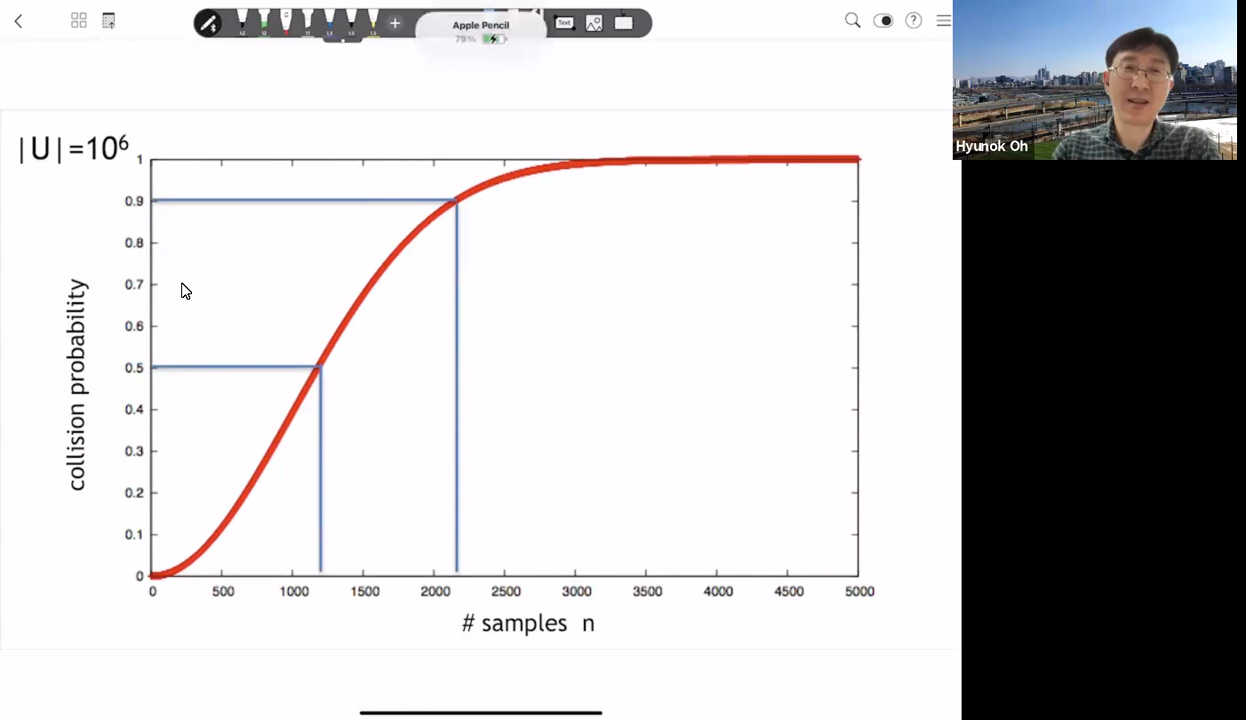 Apple Pencil
79%
Text
Hyunok Oh
|U|=10⁶
1
0.9
0.8
0.7
0.6
0.5
0.4
0.3
0.2
0.1
0
collision probability
0 500 1000 1500 2000 2500 3000 3500 4000 4500 5000
# samples n